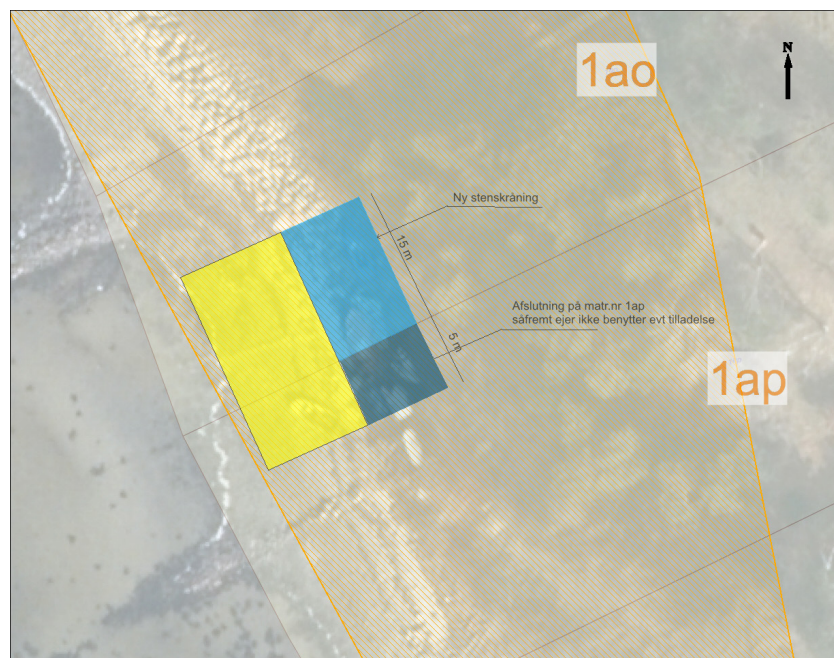 1ao
N
Ny stenskråning
15 m
Afslutning på matr.nr 1ap
såfremt ejer ikke benytter evt tilladelse
5 m
1ap